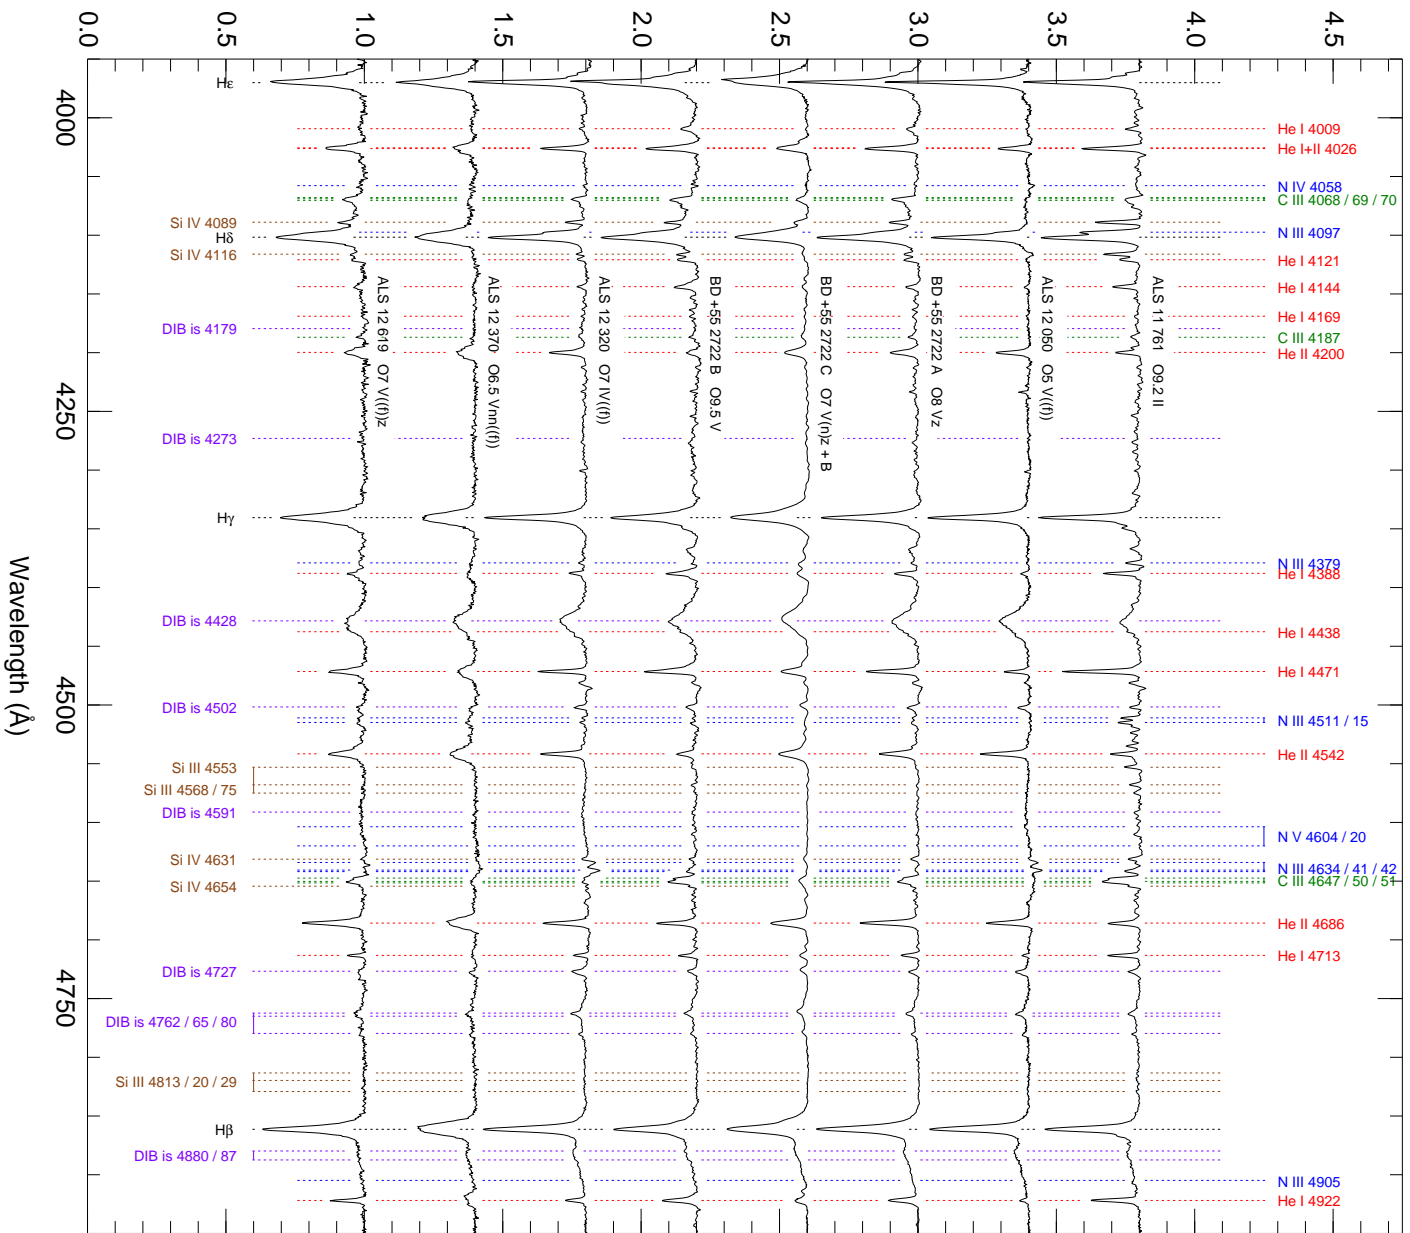 0.0
0.5
1.0
1.5
2.0
2.5
3.0
3.5
4.0
4.5
4000
4250
4500
4750
Wavelength (Å)
Hε
Si IV 4089
Hδ
Si IV 4116
DIB is 4179
DIB is 4273
Hγ
DIB is 4428
DIB is 4502
Si III 4553
Si III 4568 / 75
DIB is 4591
Si IV 4631
Si IV 4654
DIB is 4727
DIB is 4762 / 65 / 80
Si III 4813 / 20 / 29
Hβ
DIB is 4880 / 87
He I 4009
He I+II 4026
N IV 4058
C III 4068 / 69 / 70
N III 4097
He I 4121
He I 4144
He I 4169
C III 4187
He II 4200
N III 4379
He I 4388
He I 4438
He I 4471
N III 4511 / 15
He II 4542
N V 4604 / 20
N III 4634 / 41 / 42
C III 4647 / 50 / 51
He II 4686
He I 4713
N III 4905
He I 4922
ALS 11 761 O9.2 II
ALS 12 050 O5 V((f))
BD +55 2722 A O8 Vz
BD +55 2722 C O7 V(n)z + B
BD +55 2722 B O9.5 V
ALS 12 320 O7 IV((f))
ALS 12 370 O6.5 Vnn((f))
ALS 12 619 O7 V((f))z